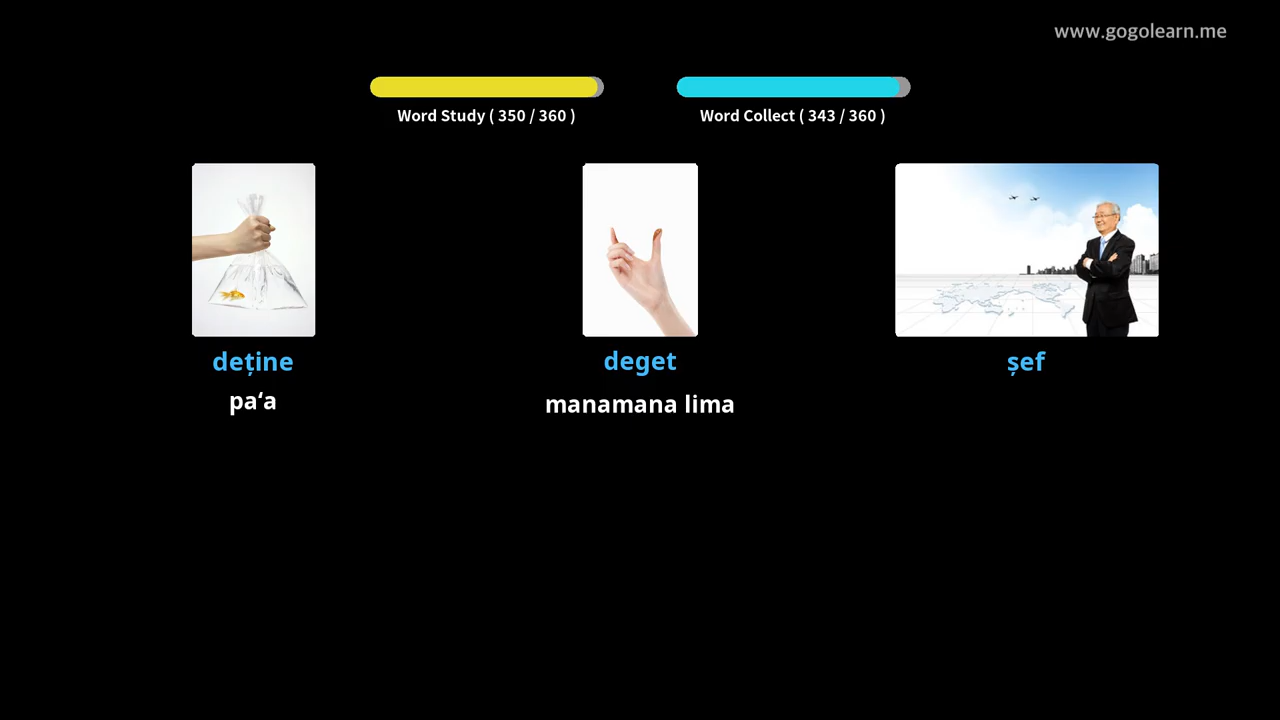 www.gogolearn.me
Word Study ( 350 / 360 )
Word Collect ( 343 / 360 )
deține
deget
șef
paʻa
manamana lima